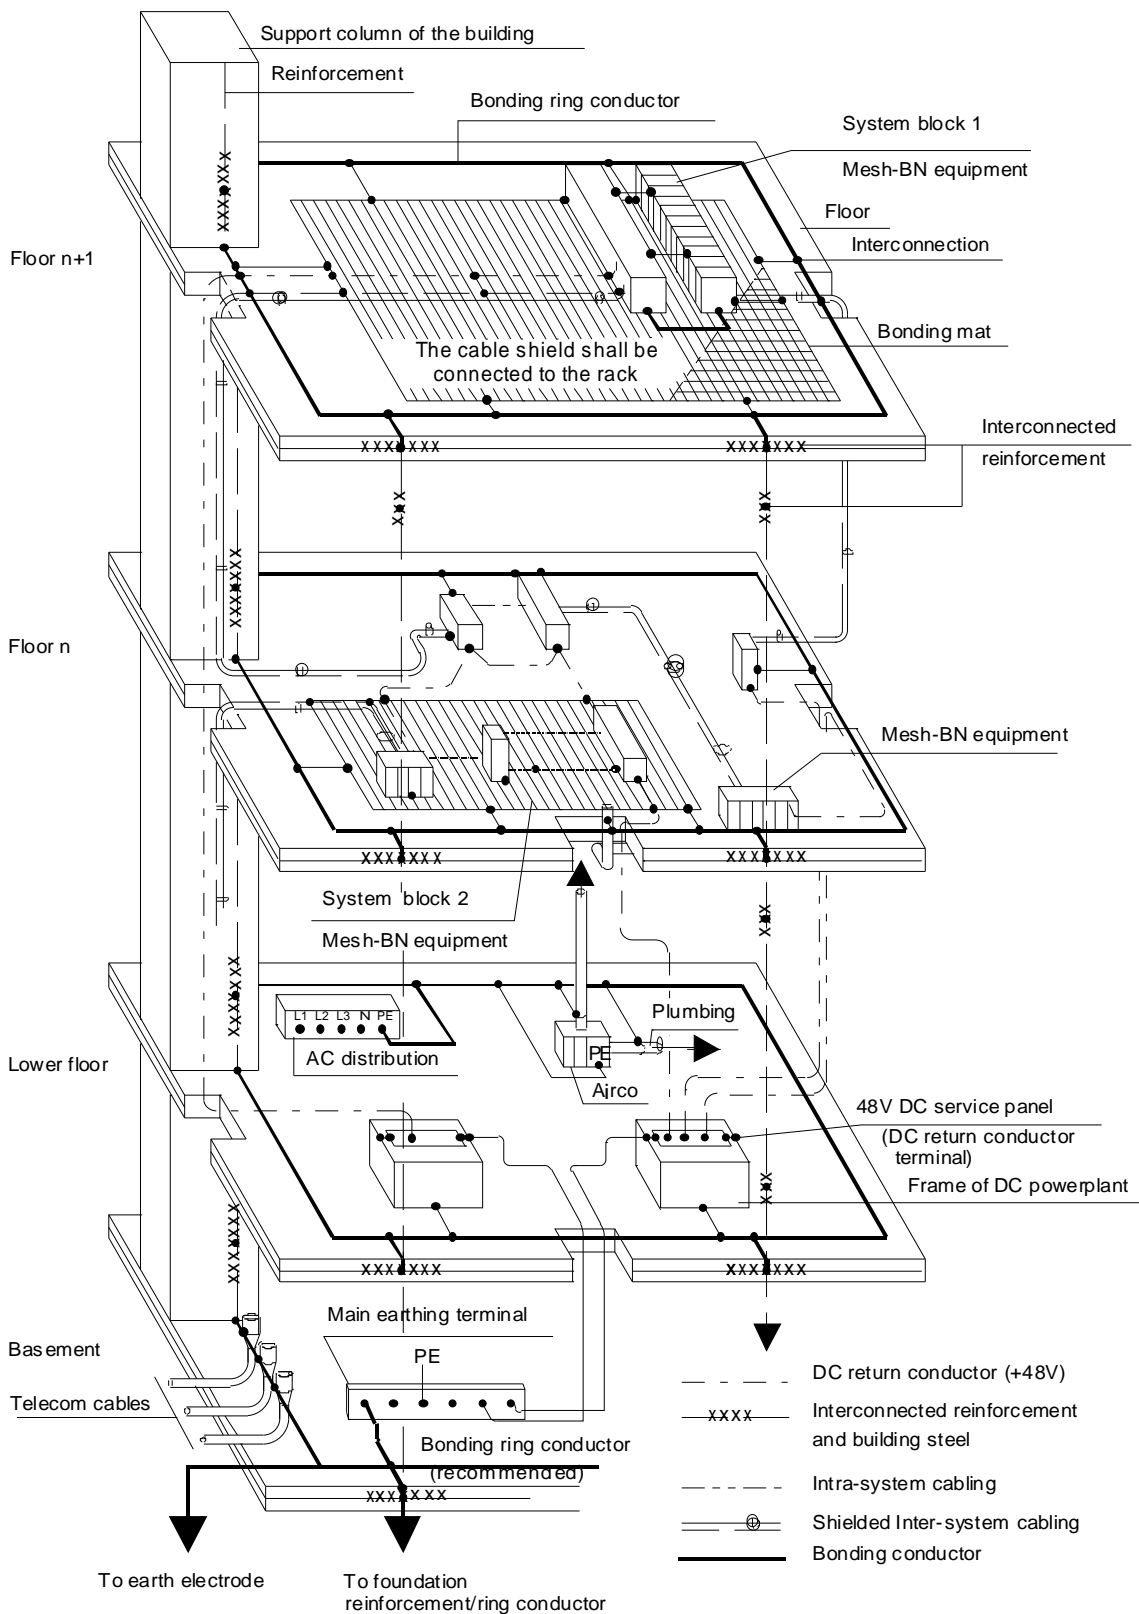 Support column of the building
Reinforcement
Bonding ring conductor
System block 1
Mesh-BN equipment
Floor
Floor n+1
Interconnection
Bonding mat
The cable shield shall be
connected to the rack
Interconnected
reinforcement
Floor n
Mesh-BN equipment
System block 2
Mesh-BN equipment
L1 L2 L3 N PE
Plumbing
PE
AC distribution
Lower floor
Airco
48V DC service panel
(DC return conductor
terminal)
Frame of DC powerplant
Main earthing terminal
Basement
PE
DC return conductor (+48V)
Telecom cables
Interconnected reinforcement
and building steel
Bonding ring conductor
(recommended)
Intra-system cabling
Shielded Inter-system cabling
Bonding conductor
To earth electrode
To foundation
reinforcement/ring conductor